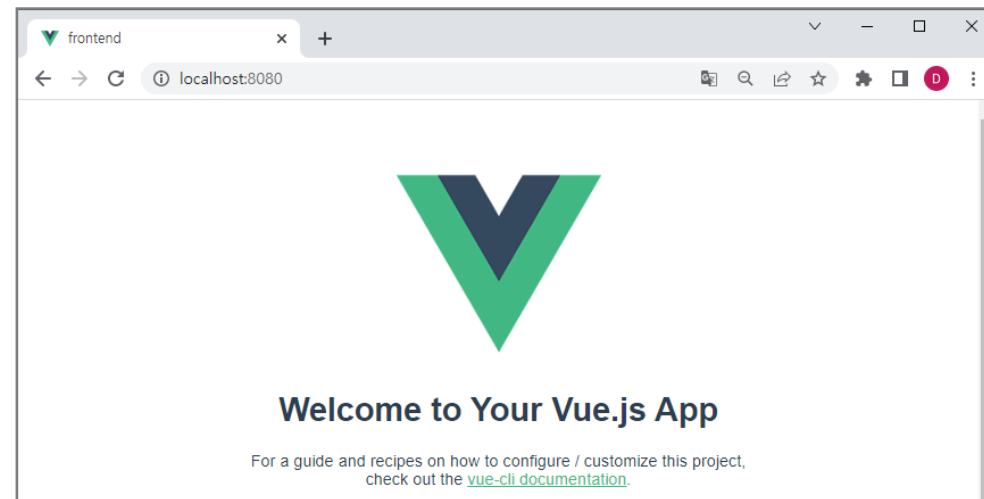 frontend
localhost:8080
D
Welcome to Your Vue.js App
For a guide and recipes on how to configure / customize this project,
check out the vue-cli documentation.